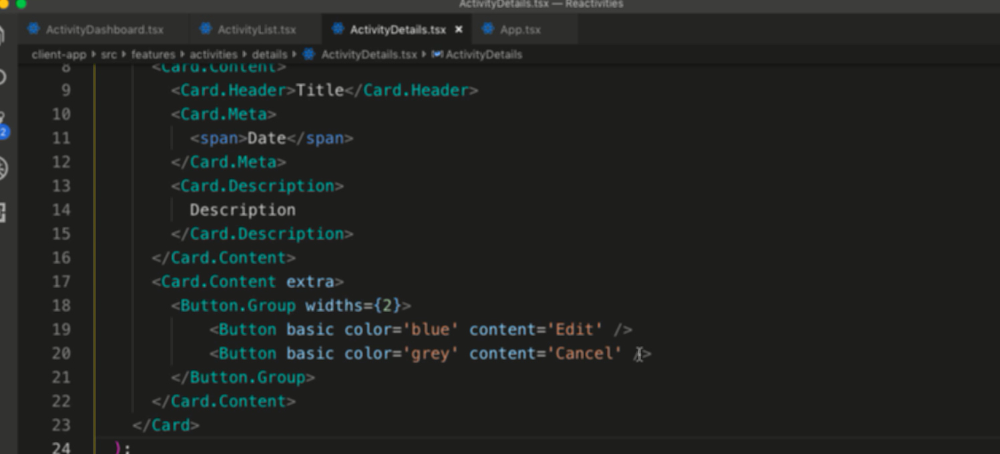 ActivityDetails.tsx — Reactivities
ActivityDashboard.tsx ActivityList.tsx ActivityDetails.tsx × App.tsx
client-app › src › features › activities › details › ActivityDetails.tsx › ActivityDetails
8 <Card.Content>
9 <Card.Header>Title</Card.Header>
10 <Card.Meta>
11 <span>Date</span>
12 </Card.Meta>
13 <Card.Description>
14 Description
15 </Card.Description>
16 </Card.Content>
17 <Card.Content extra>
18 <Button.Group widths={2}>
19 <Button basic color='blue' content='Edit' />
20 <Button basic color='grey' content='Cancel' />
21 </Button.Group>
22 </Card.Content>
23 </Card>
24 );
2